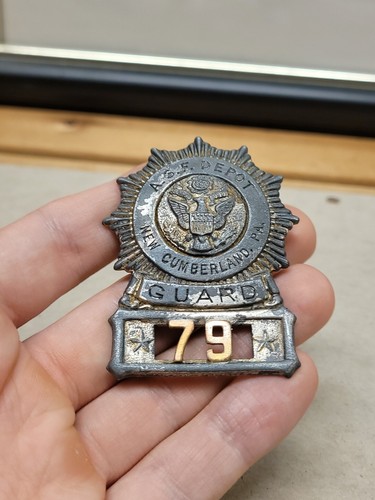 A.S.F. DEPOT
NEW CUMBERLAND, PA.
GUARD
79